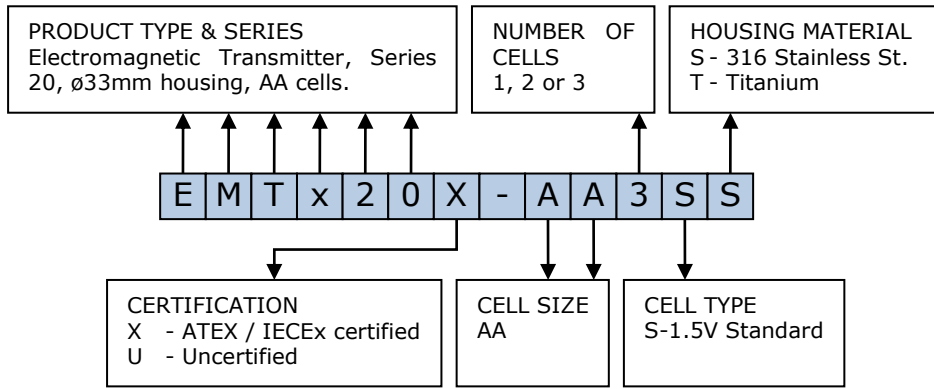 PRODUCT TYPE & SERIES
Electromagnetic Transmitter, Series
20, ø33mm housing, AA cells.
NUMBER OF
CELLS
1, 2 or 3
HOUSING MATERIAL
S - 316 Stainless St.
T - Titanium
E M T x 2 0 X - A A 3 S S
CERTIFICATION
X - ATEX / IECEx certified
U - Uncertified
CELL SIZE
AA
CELL TYPE
S-1.5V Standard